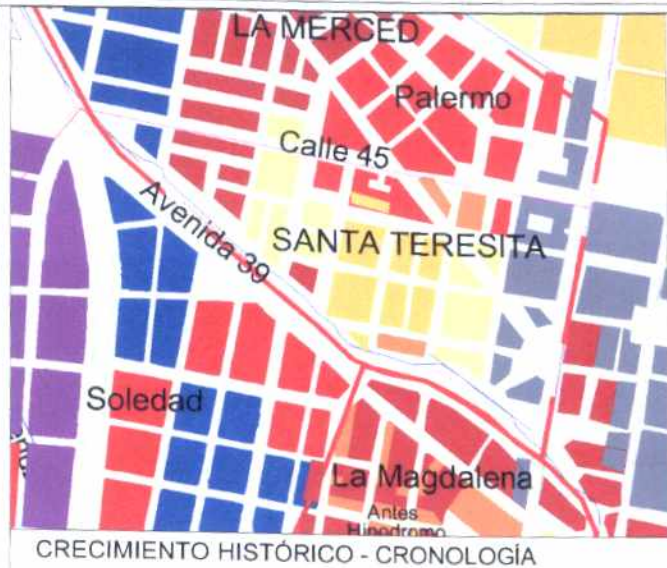 LA MERCED
Palermo
Calle 45
Avenida 39
SANTA TERESITA
Soledad
La Magdalena
Antes
Hipodromo
CRECIMIENTO HISTÓRICO - CRONOLOGÍA